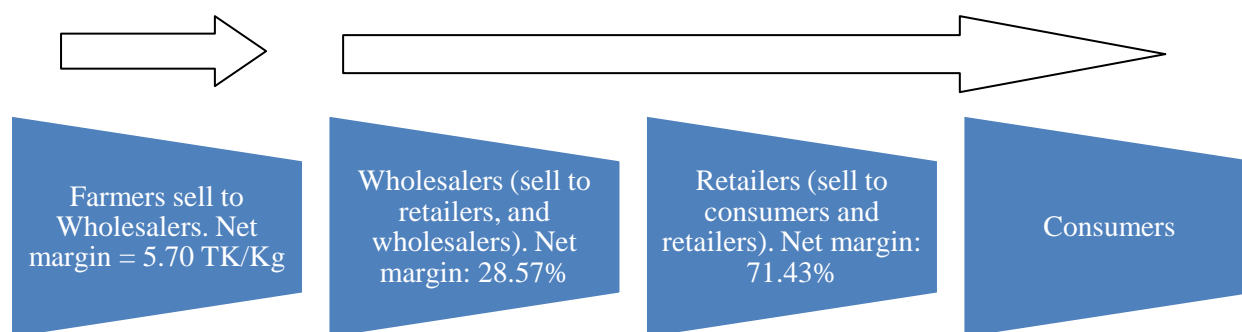 Farmers sell to
Wholesalers. Net
margin = 5.70 TK/Kg
Wholesalers (sell to
retailers, and
wholesalers). Net
margin: 28.57%
Retailers (sell to
consumers and
retailers). Net margin:
71.43%
Consumers